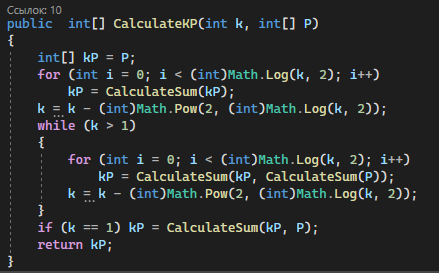 Ссылок: 10
public int[] CalculateKP(int k, int[] P)
{
int[] kP = P;
for (int i = 0; i < (int)Math.Log(k, 2); i++)
kP = CalculateSum(kP);
k = k - (int)Math.Pow(2, (int)Math.Log(k, 2));
while (k > 1)
{
for (int i = 0; i < (int)Math.Log(k, 2); i++)
kP = CalculateSum(kP, CalculateSum(P));
k = k - (int)Math.Pow(2, (int)Math.Log(k, 2));
}
if (k == 1) kP = CalculateSum(kP, P);
return kP;
}